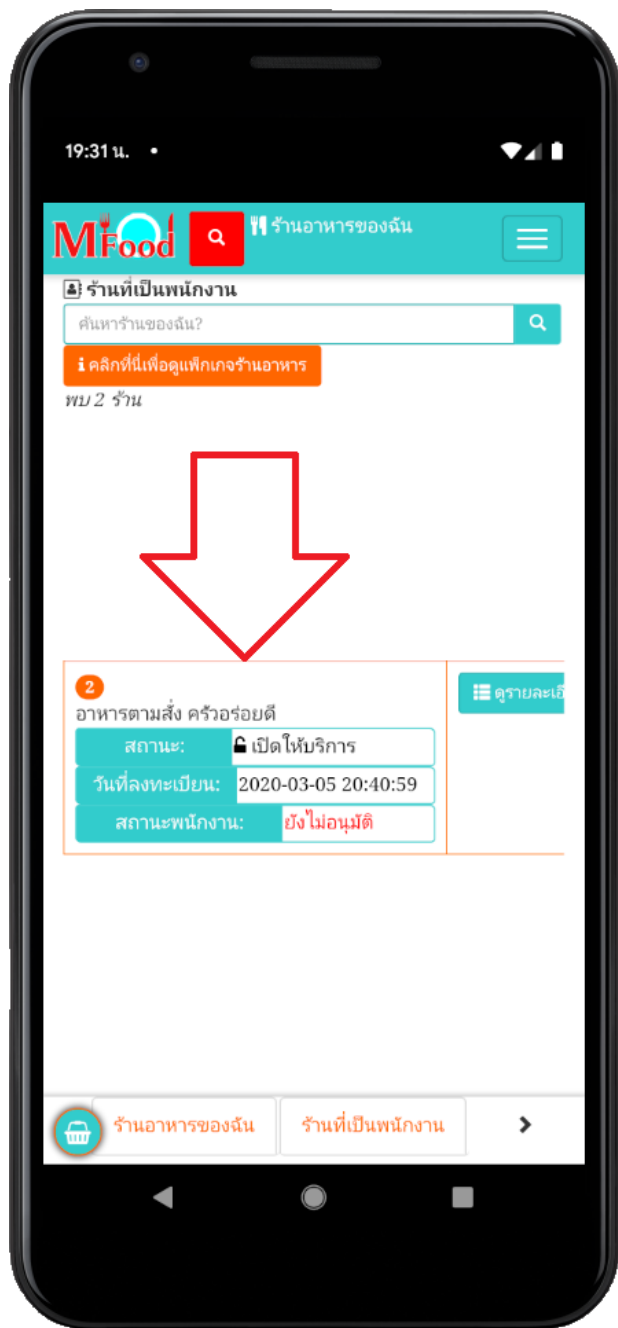 19:31 น.
MFood
ร้านอาหารของฉัน
ร้านที่เป็นพนักงาน
ค้นหาร้านของฉัน?
คลิกที่นี่เพื่อดูแพ็กเกจร้านอาหาร
พบ 2 ร้าน
2
อาหารตามสั่ง ครัวอร่อยดี
ดูรายละเอี
สถานะ: เปิดให้บริการ
วันที่ลงทะเบียน: 2020-03-05 20:40:59
สถานะพนักงาน: ยังไม่อนุมัติ
ร้านอาหารของฉัน
ร้านที่เป็นพนักงาน